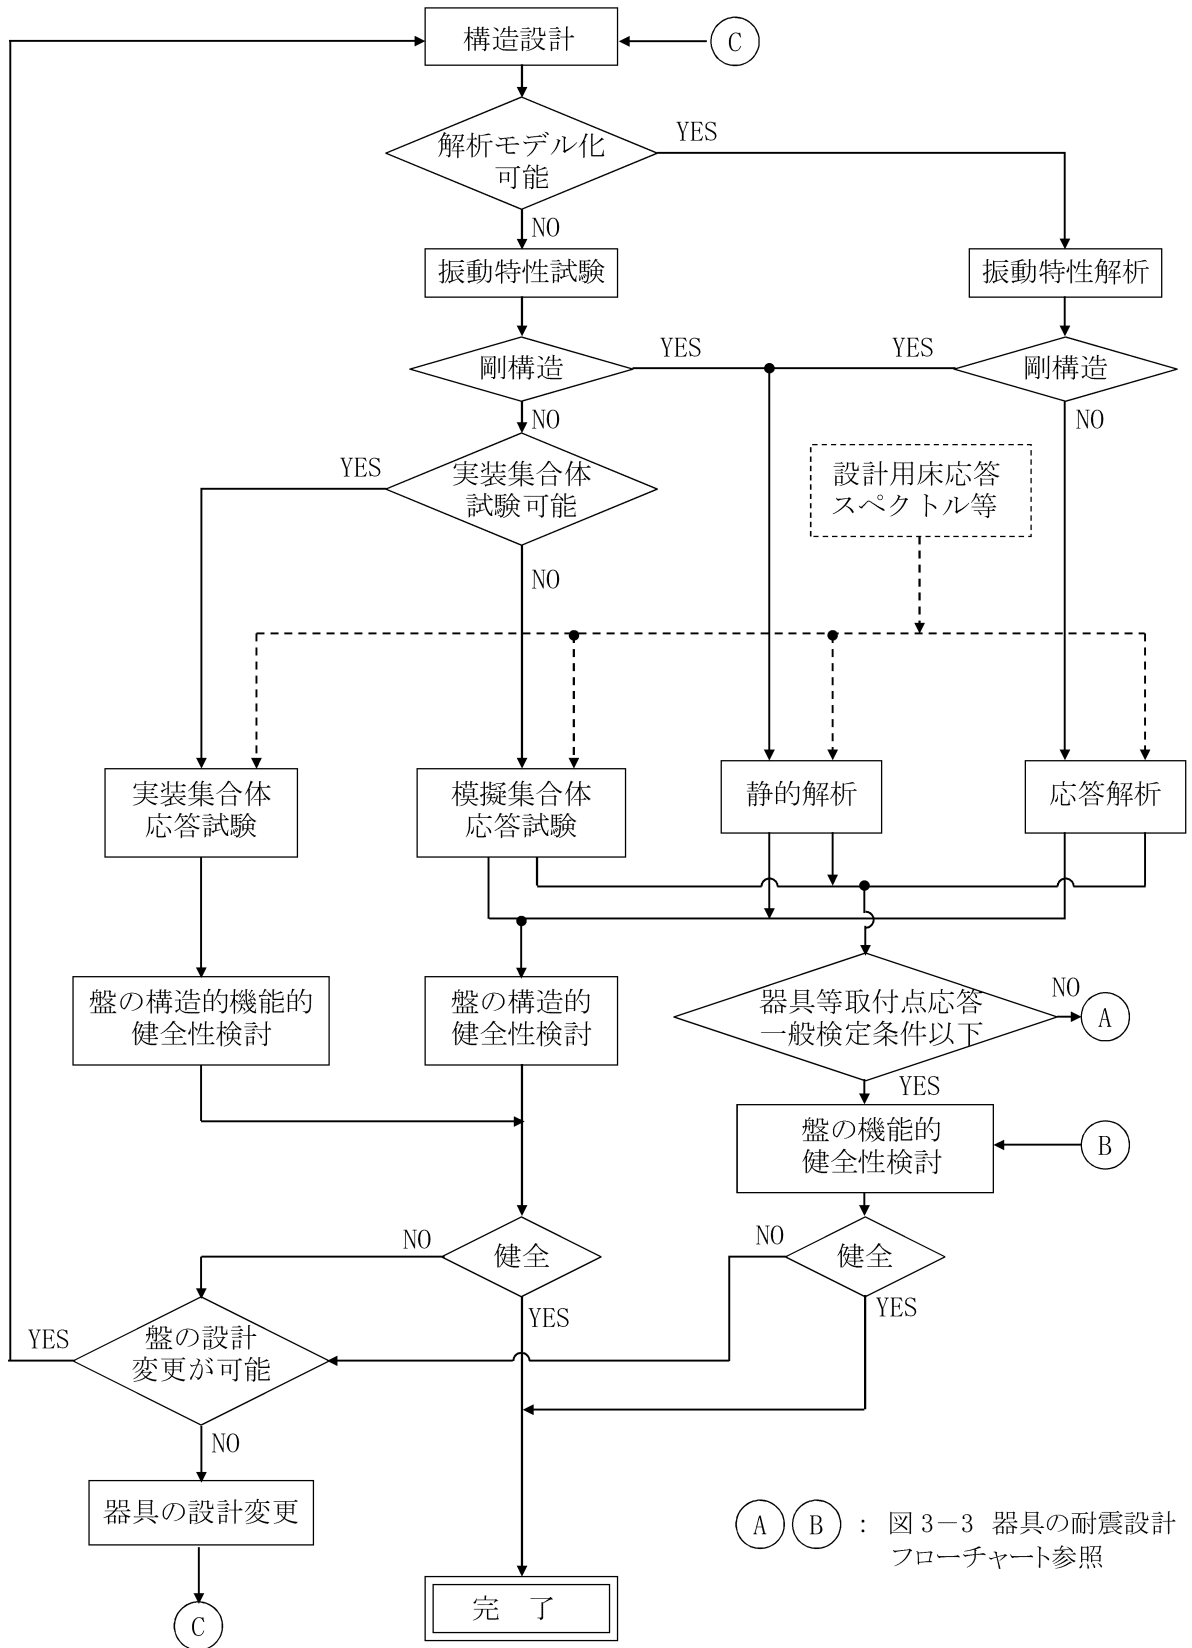 構造設計
C
解析モデル化
可能
YES
NO
振動特性試験
振動特性解析
剛構造
YES
YES
剛構造
NO
NO
YES
実装集合体
試験可能
設計用床応答
スペクトル等
NO
実装集合体
応答試験
模擬集合体
応答試験
静的解析
応答解析
盤の構造的機能的
健全性検討
盤の構造的
健全性検討
器具等取付点応答
一般検定条件以下
NO
A
YES
盤の機能的
健全性検討
B
NO
健全
NO
健全
YES
YES
YES
盤の設計
変更が可能
NO
器具の設計変更
C
完 了
A B : 図 3-3 器具の耐震設計
フローチャート参照